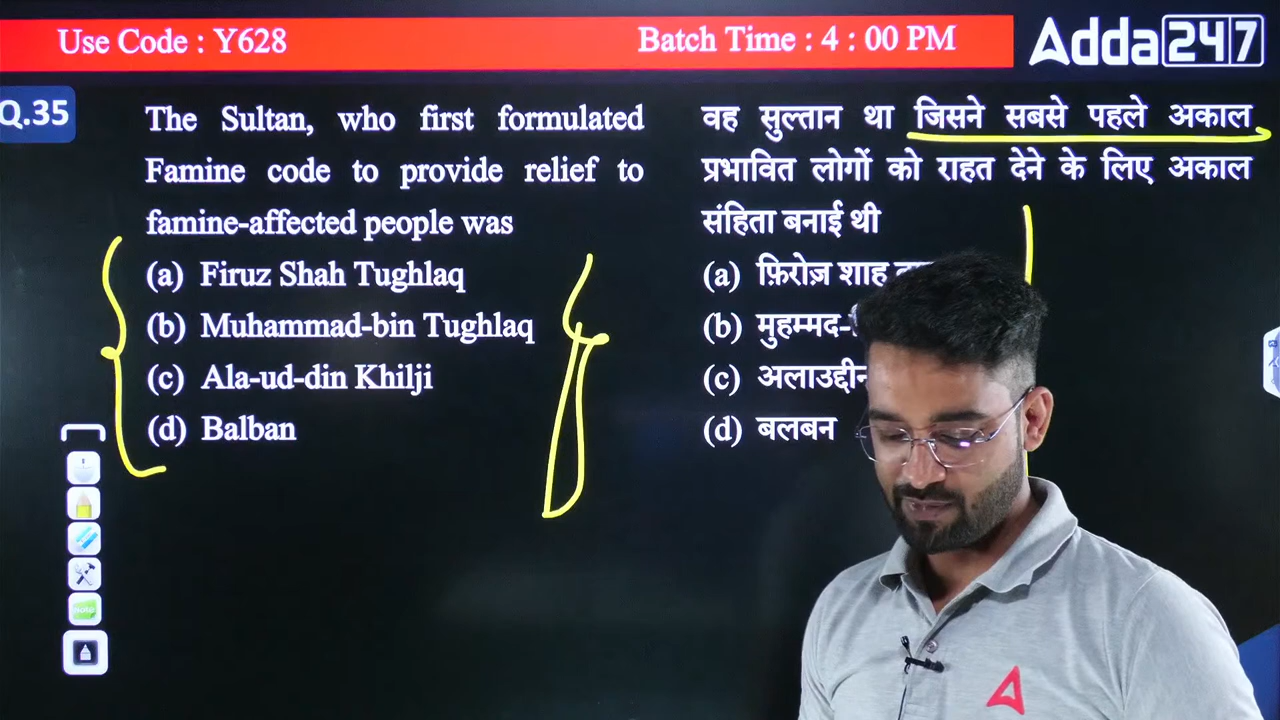 Use Code : Y628
Batch Time : 4 : 00 PM
Adda247
Q.35
The Sultan, who first formulated
Famine code to provide relief to
famine-affected people was
(a) Firuz Shah Tughlaq
(b) Muhammad-bin Tughlaq
(c) Ala-ud-din Khilji
(d) Balban
वह सुल्तान था जिसने सबसे पहले अकाल
प्रभावित लोगों को राहत देने के लिए अकाल
संहिता बनाई थी
(a) फ़िरोज़ शाह
(b) मुहम्मद-
(c) अलाउद्दीन
(d) बलबन